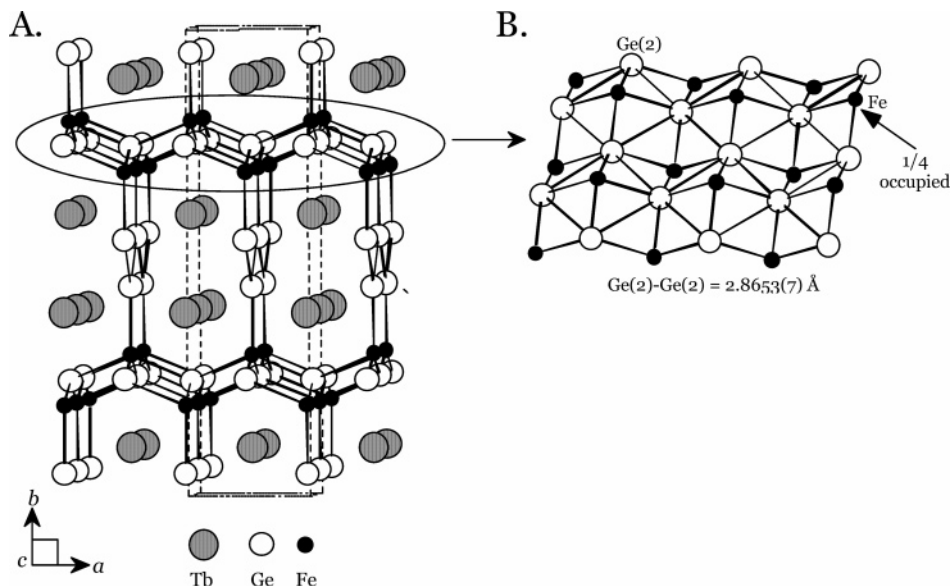 A.
B.
Ge(2)
Fe
1/4
occupied
Ge(2)-Ge(2) = 2.8653(7) Å
b
c
a
Tb Ge Fe